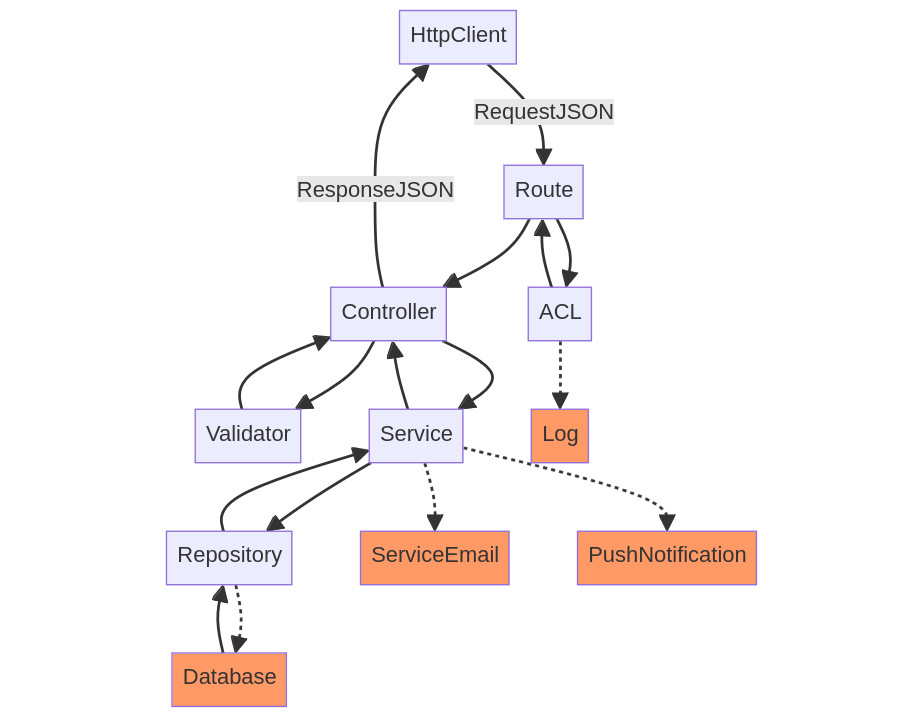 HttpClient
RequestJSON
ResponseJSON
Route
Controller
ACL
Validator
Service
Log
Repository
ServiceEmail
PushNotification
Database